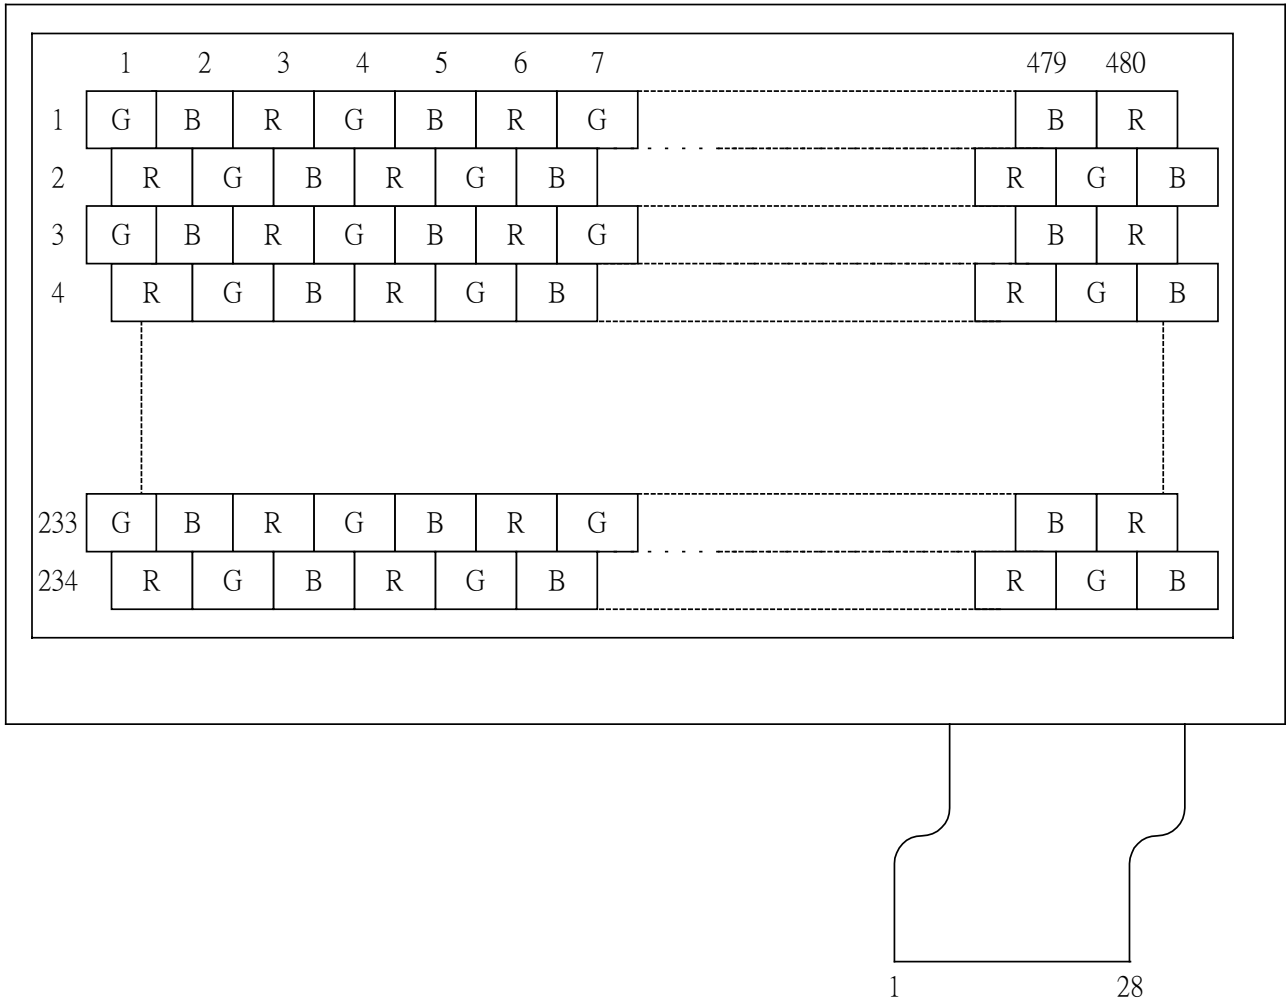 1 2 3 4 5 6 7 479 480
1 G B R G B R G B R
2 R G B R G B R G B
3 G B R G B R G B R
4 R G B R G B R G B
233 G B R G B R G B R
234 R G B R G B R G B
1 28